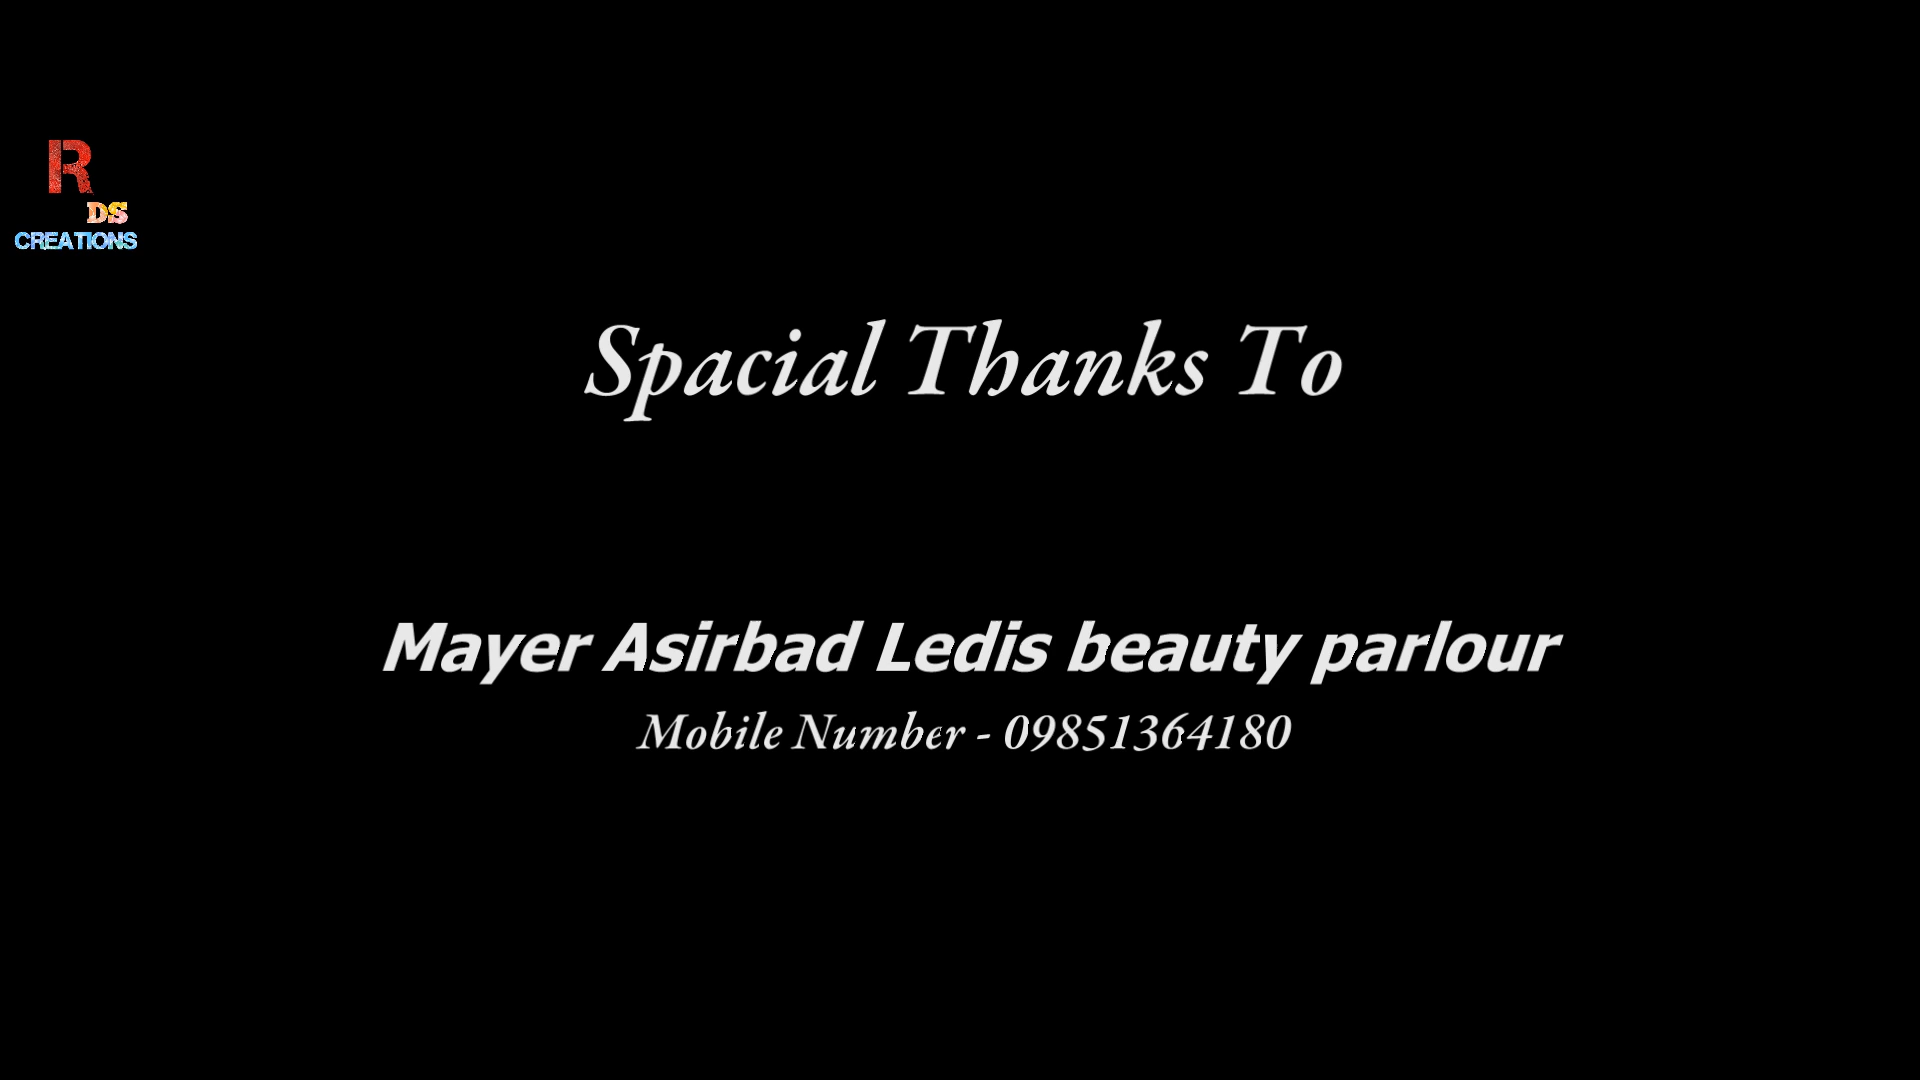 R
DS
CREATIONS
Spacial Thanks To
Mayer Asirbad Ledis beauty parlour
Mobile Number - 09851364180